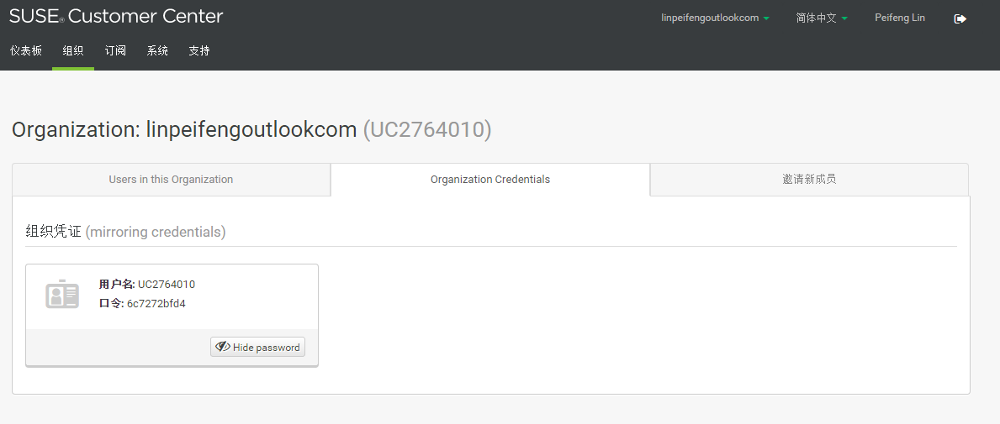 SUSE® Customer Center
linpeifengoutlookcom 简体中文 Peifeng Lin
仪表板 组织 订阅 系统 支持
Organization: linpeifengoutlookcom (UC2764010)
Users in this Organization Organization Credentials 邀请新成员
组织凭证 (mirroring credentials)
用户名: UC2764010
口令: 6c7272bfd4
Hide password